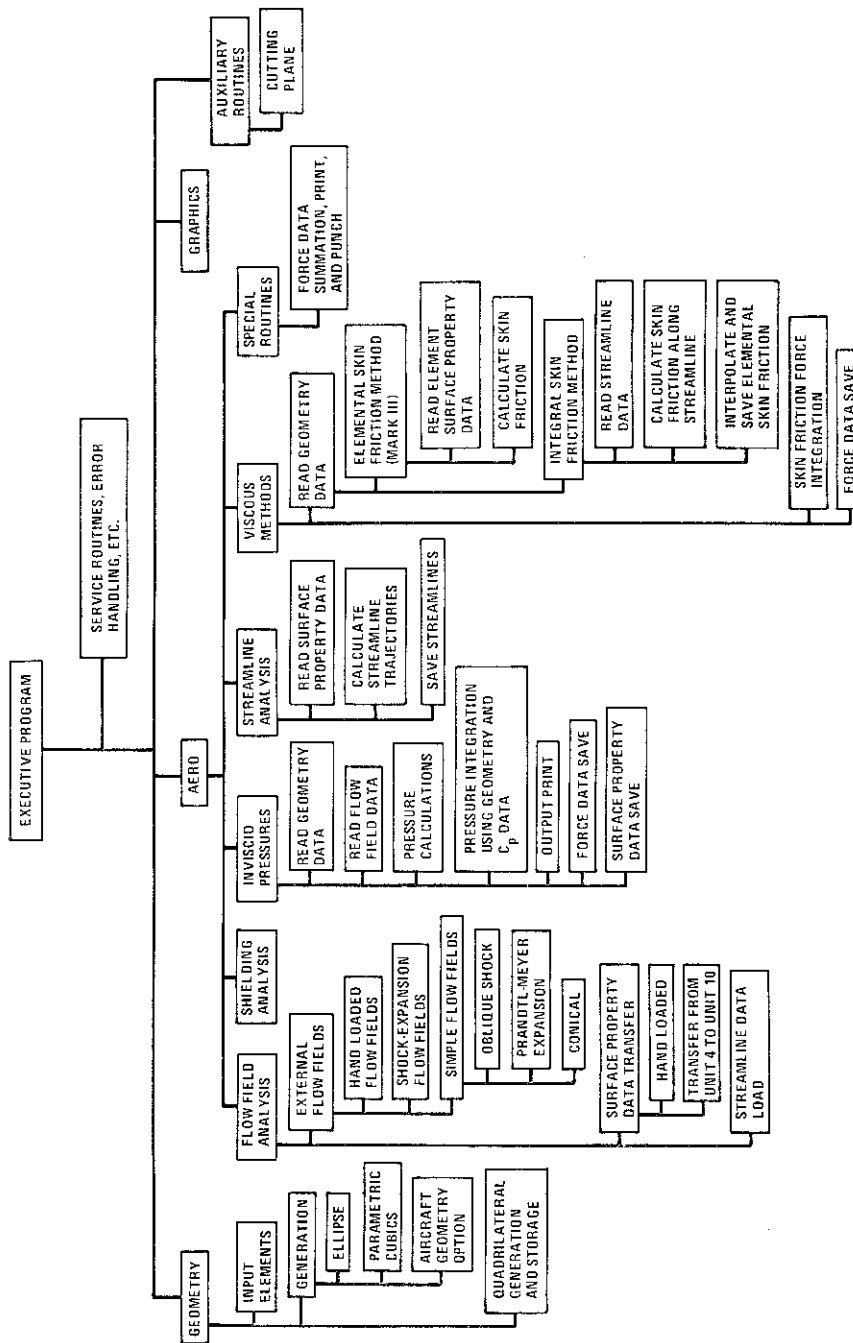 EXECUTIVE PROGRAM
SERVICE ROUTINES, ERROR
HANDLING, ETC.
GEOMETRY
INPUT
ELEMENTS
GENERATION
ELLIPSE
PARAMETRIC
CUBICS
AIRCRAFT
GEOMETRY
OPTION
QUADRILATERAL
GENERATION
AND STORAGE
AERO
FLOW FIELD
ANALYSIS
EXTERNAL
FLOW FIELDS
HAND LOADED
FLOW FIELDS
SHOCK-EXPANSION
FLOW FIELDS
SIMPLE FLOW FIELDS
OBLIQUE SHOCK
PRANDTL-MEYER
EXPANSION
CONICAL
SURFACE PROPERTY
DATA TRANSFER
HAND LOADED
TRANSFER FROM
UNIT 4 TO UNIT 10
STREAMLINE DATA
LOAD
SHIELDING
ANALYSIS
INVISCID
PRESSURES
READ GEOMETRY
DATA
READ FLOW
FIELD DATA
PRESSURE
CALCULATIONS
PRESSURE INTEGRATION
USING GEOMETRY AND
Cp DATA
OUTPUT PRINT
FORCE DATA SAVE
SURFACE PROPERTY
DATA SAVE
STREAMLINE
ANALYSIS
READ SURFACE
PROPERTY DATA
CALCULATE
STREAMLINE
TRAJECTORIES
SAVE STREAMLINES
VISCOUS
METHODS
READ GEOMETRY
DATA
ELEMENTAL SKIN
FRICTION METHOD
(MARK III)
READ ELEMENT
SURFACE PROPERTY
DATA
CALCULATE SKIN
FRICTION
INTEGRAL SKIN
FRICTION METHOD
READ STREAMLINE
DATA
CALCULATE SKIN
FRICTION ALONG
STREAMLINE
INTERPOLATE AND
SAVE ELEMENTAL
SKIN FRICTION
SKIN FRICTION FORCE
INTEGRATION
FORCE DATA SAVE
SPECIAL
ROUTINES
FORCE DATA
SUMMATION, PRINT,
AND PUNCH
GRAPHICS
AUXILIARY
ROUTINES
CUTTING
PLANE